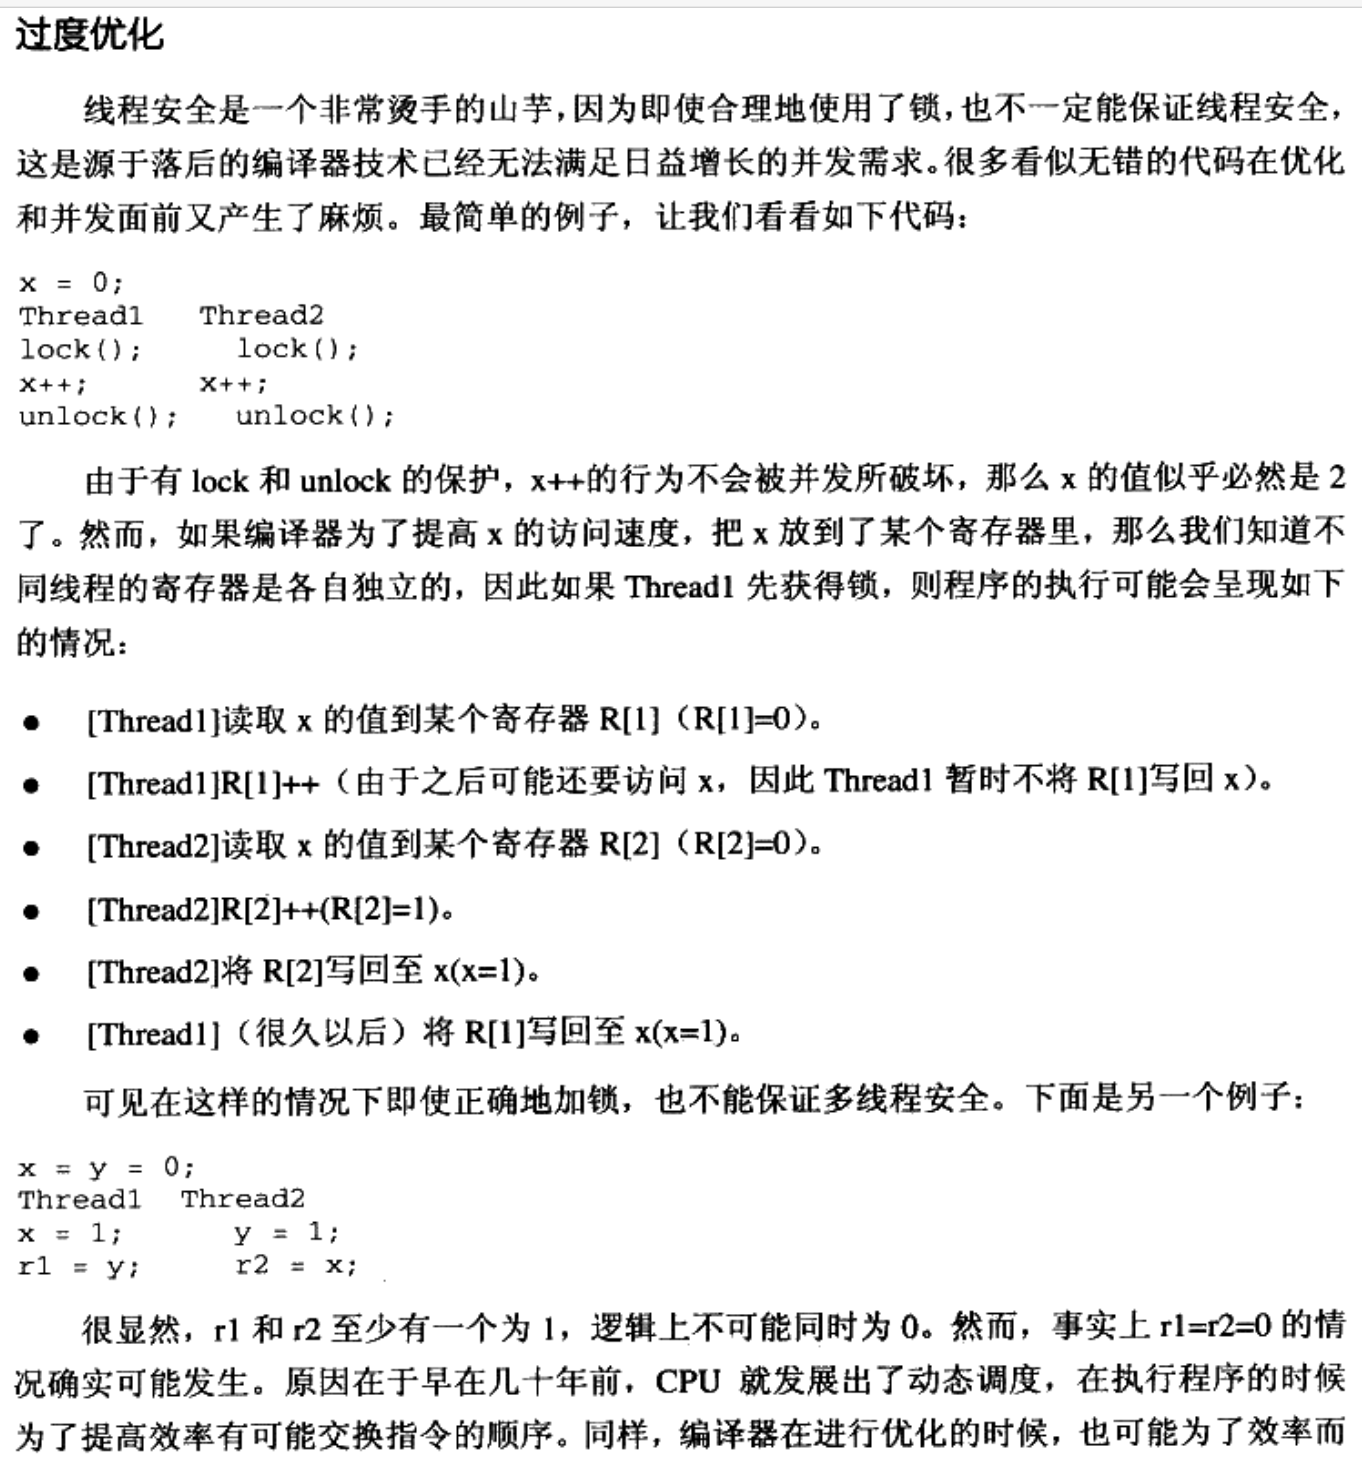 过度优化
线程安全是一个非常烫手的山芋,因为即使合理地使用了锁,也不一定能保证线程安全,
这是源于落后的编译器技术已经无法满足日益增长的并发需求。很多看似无错的代码在优化
和并发面前又产生了麻烦。最简单的例子，让我们看看如下代码：
x = 0;
Thread1   Thread2
lock();     lock();
x++;      x++;
unlock();   unlock();
由于有 lock 和 unlock 的保护，x++的行为不会被并发所破坏，那么 x 的值似乎必然是 2
了。然而，如果编译器为了提高 x 的访问速度，把 x 放到了某个寄存器里，那么我们知道不
同线程的寄存器是各自独立的，因此如果 Thread1 先获得锁，则程序的执行可能会呈现如下
的情况：
● [Thread1]读取 x 的值到某个寄存器 R[1]（R[1]=0）。
● [Thread1]R[1]++（由于之后可能还要访问 x，因此 Thread1 暂时不将 R[1]写回 x）。
● [Thread2]读取 x 的值到某个寄存器 R[2]（R[2]=0）。
● [Thread2]R[2]++(R[2]=1)。
● [Thread2]将 R[2]写回至 x(x=1)。
● [Thread1]（很久以后）将 R[1]写回至 x(x=1)。
可见在这样的情况下即使正确地加锁，也不能保证多线程安全。下面是另一个例子：
x = y = 0;
Thread1  Thread2
x = 1;      y = 1;
r1 = y;     r2 = x;
很显然，r1 和 r2 至少有一个为 1，逻辑上不可能同时为 0。然而，事实上 r1=r2=0 的情
况确实可能发生。原因在于早在几十年前，CPU 就发展出了动态调度，在执行程序的时候
为了提高效率有可能交换指令的顺序。同样，编译器在进行优化的时候，也可能为了效率而